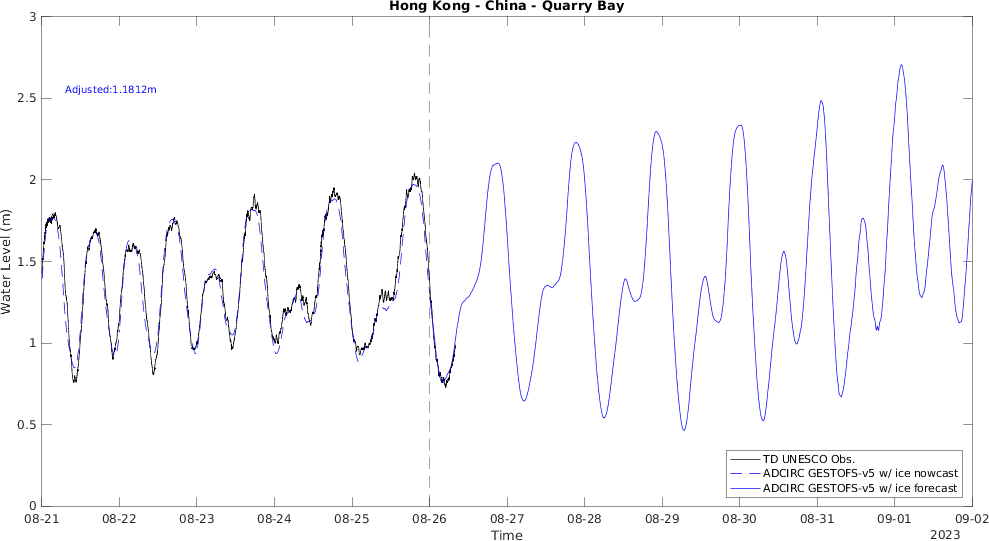 Hong Kong - China - Quarry Bay
3
2.5
2
1.5
1
0.5
0
Water Level (m)
Adjusted:1.1812m
TD UNESCO Obs.
ADCIRC GESTOFS-v5 w/ ice nowcast
ADCIRC GESTOFS-v5 w/ ice forecast
08-21 08-22 08-23 08-24 08-25 08-26 08-27 08-28 08-29 08-30 08-31 09-01 09-02
Time
2023